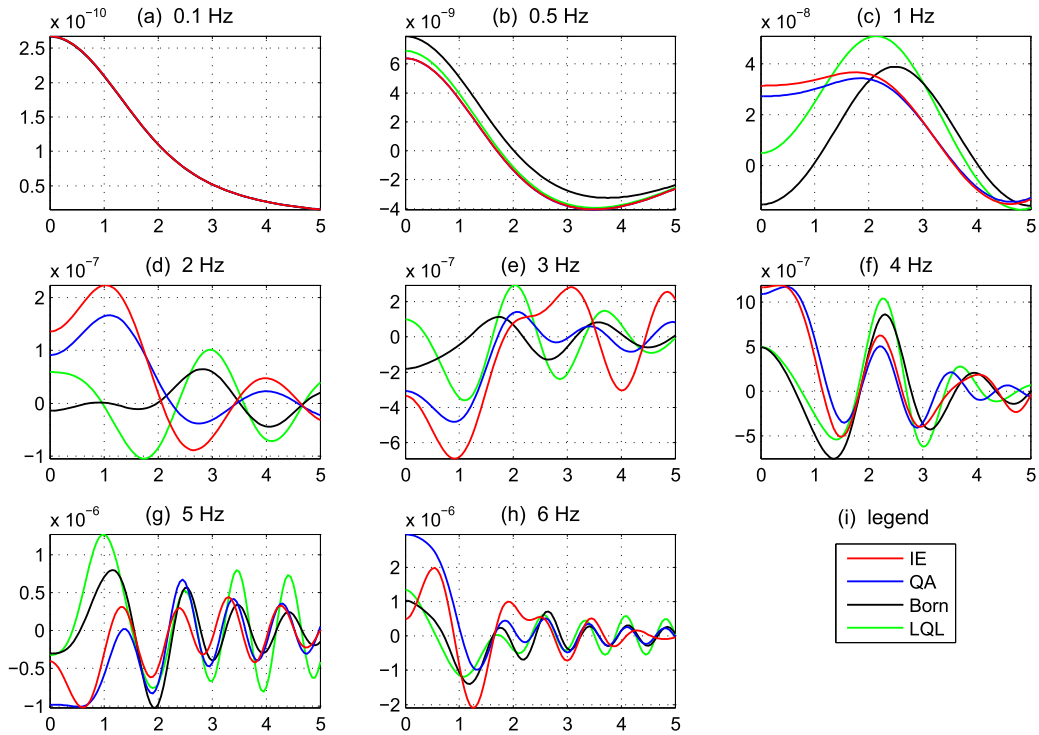 (a) 0.1 Hz
x 10⁻¹⁰
2.5
2
1.5
1
0.5
0 1 2 3 4 5
(b) 0.5 Hz
x 10⁻⁹
6
4
2
0
−2
−4
0 1 2 3 4 5
(c) 1 Hz
x 10⁻⁸
4
2
0
0 1 2 3 4 5
(d) 2 Hz
x 10⁻⁷
2
1
0
−1
0 1 2 3 4 5
(e) 3 Hz
x 10⁻⁷
2
0
−2
−4
−6
0 1 2 3 4 5
(f) 4 Hz
x 10⁻⁷
10
5
0
−5
0 1 2 3 4 5
(g) 5 Hz
x 10⁻⁶
1
0.5
0
−0.5
−1
0 1 2 3 4 5
(h) 6 Hz
x 10⁻⁶
2
1
0
−1
−2
0 1 2 3 4 5
(i) legend
IE
QA
Born
LQL